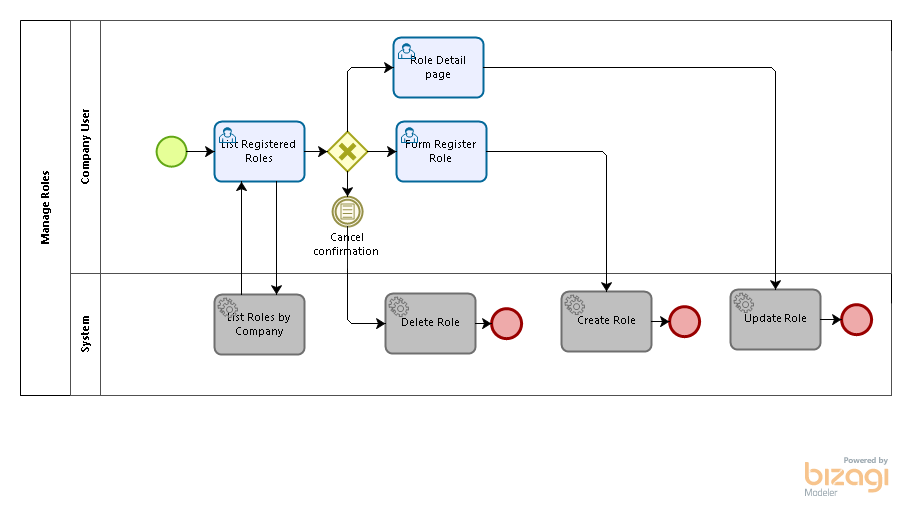 Manage Roles
Company User
System
Role Detail
page
List Registered
Roles
Form Register
Role
Cancel
confirmation
List Roles by
Company
Delete Role
Create Role
Update Role
Powered by
bizagi
Modeler